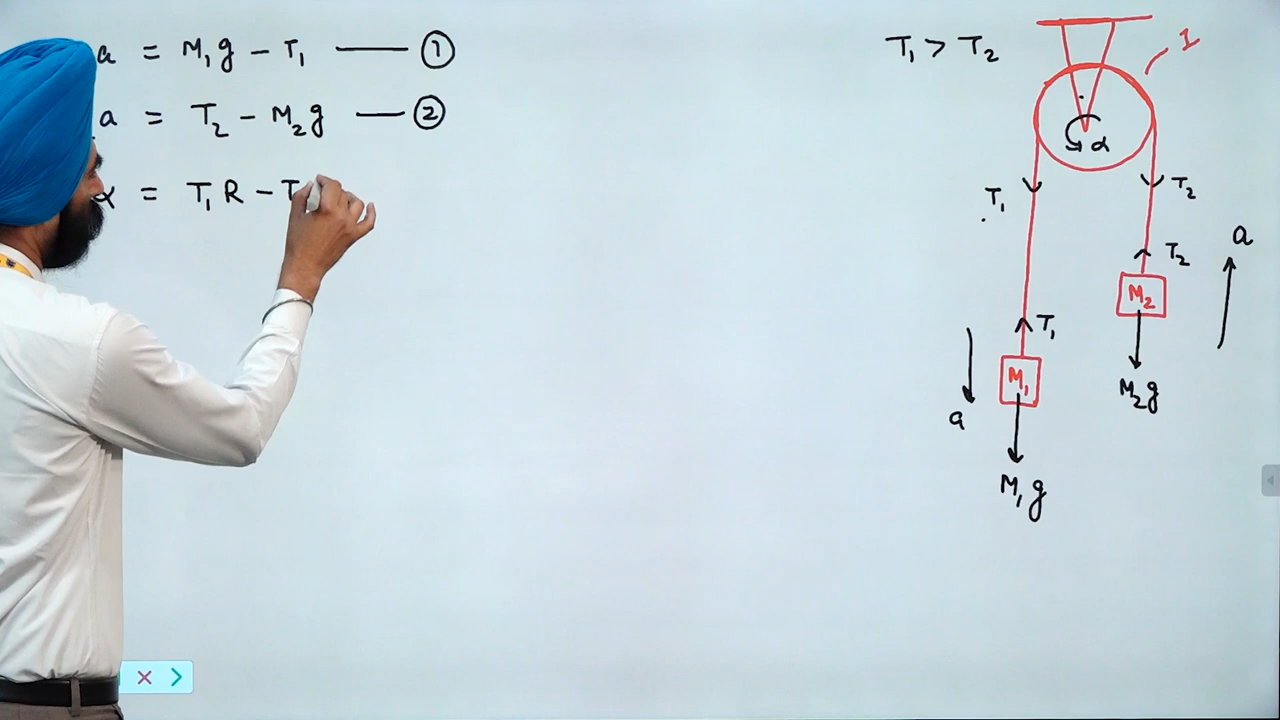 a = M₁g − T₁ —— ①
a = T₂ − M₂g —— ②
α = T₁R − T
T₁ > T₂
I
α
T₁
T₂
a
T₂
M₂
T₁
M₁
M₂g
a
M₁g